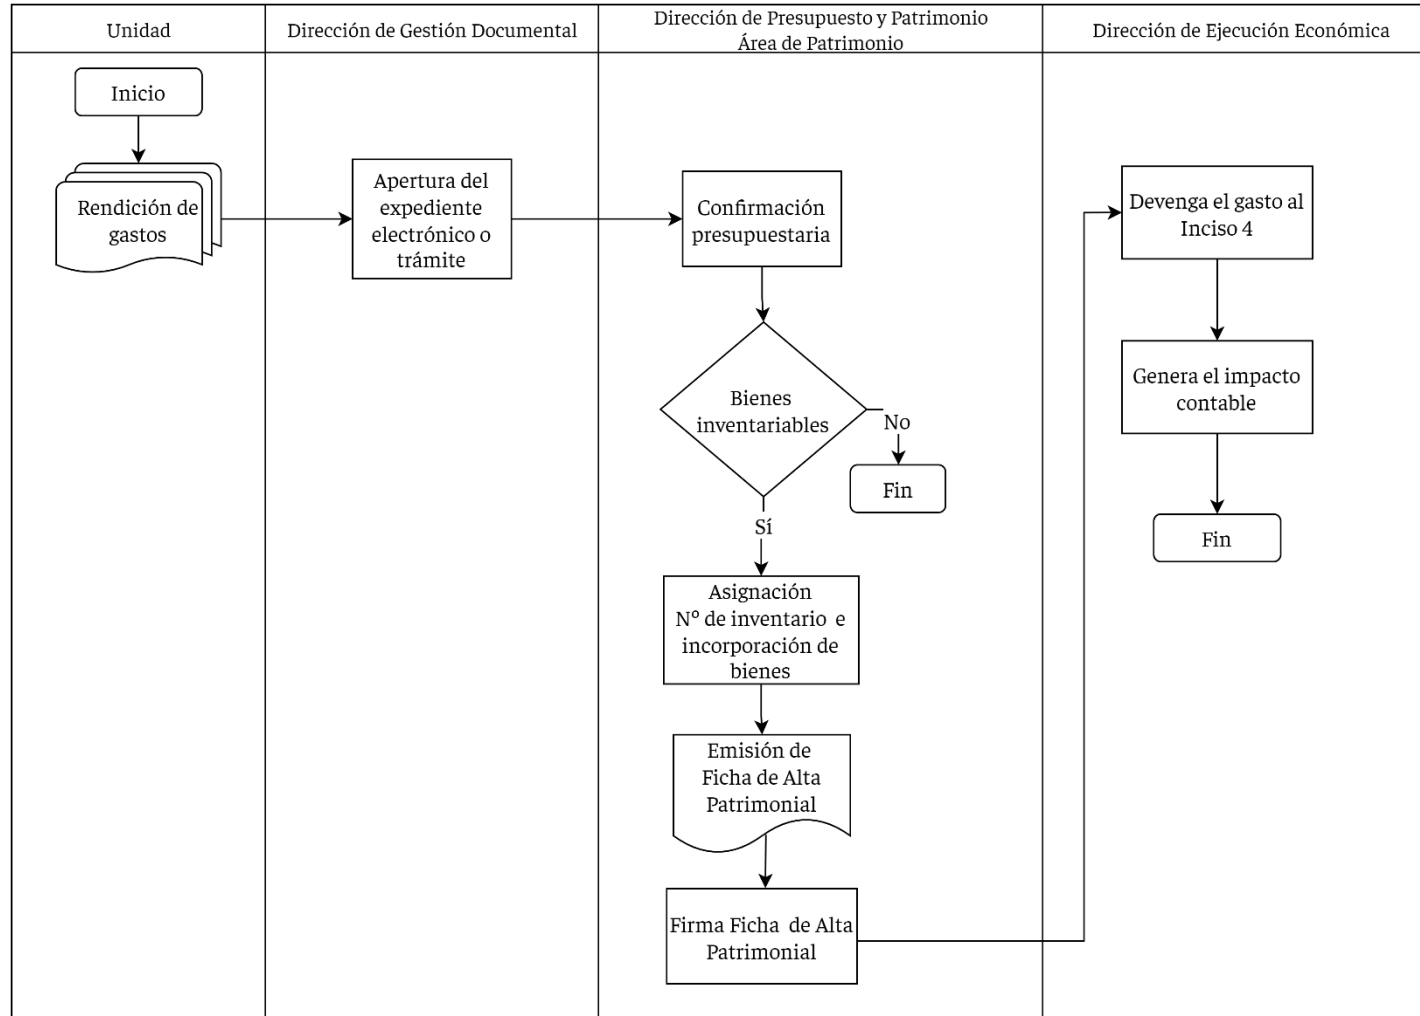 Unidad
Dirección de Gestión Documental
Dirección de Presupuesto y Patrimonio
Área de Patrimonio
Dirección de Ejecución Económica
Inicio
Rendición de
gastos
Apertura del
expediente
electrónico o
trámite
Confirmación
presupuestaria
Bienes
inventariables
No
Fin
Sí
Asignación
Nº de inventario e
incorporación de
bienes
Emisión de
Ficha de Alta
Patrimonial
Firma Ficha de Alta
Patrimonial
Devenga el gasto al
Inciso 4
Genera el impacto
contable
Fin